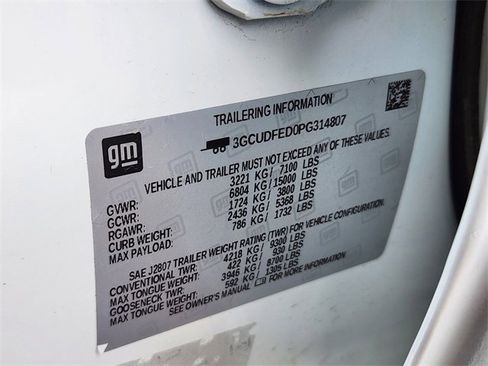 gm
TRAILERING INFORMATION
3GCUDFED0PG314807
VEHICLE AND TRAILER MUST NOT EXCEED ANY OF THESE VALUES.
GVWR: 3221 KG/ 7100 LBS
GCWR: 6804 KG/ 15000 LBS
RGAWR: 1724 KG/ 3800 LBS
CURB WEIGHT: 2436 KG/ 5368 LBS
MAX PAYLOAD: 786 KG/ 1732 LBS
SAE J2807 TRAILER WEIGHT RATING (TWR) FOR VEHICLE CONFIGURATION.
CONVENTIONAL TWR: 4218 KG/ 9300 LBS
MAX TONGUE WEIGHT: 422 KG/ 930 LBS
GOOSENECK TWR: 3946 KG/ 8700 LBS
MAX TONGUE WEIGHT: 592 KG/ 1305 LBS
SEE OWNER'S MANUAL FOR MORE INFORMATION